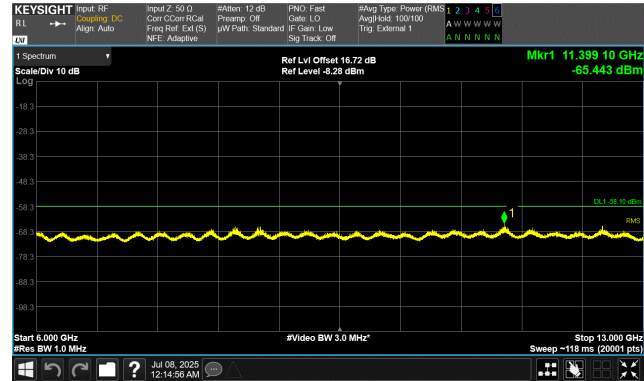 KEYSIGHT Input: RF Input Z: 50 Ω #Atten: 12 dB PNO: Fast #Avg Type: Power (RMS 1 2 3 4 5 6
RL Coupling: DC Corr CCorr RCal Preamp: Off Gate: LO Avg|Hold: 100/100 A W W W W W
Align: Auto Freq Ref: Ext (S) µW Path: Standard IF Gain: Low Trig: External 1 A N N N N N
LXI NFE: Adaptive Sig Track: Off
1 Spectrum Ref Lvl Offset 16.72 dB Mkr1 11.399 10 GHz
Scale/Div 10 dB Ref Level -8.28 dBm -65.443 dBm
Log
-18.3
-28.3
-38.3
-48.3
-58.3 DL1 -58.10 dBm
1
RMS
-68.3
-78.3
-88.3
-98.3
Start 6.000 GHz #Video BW 3.0 MHz* Stop 13.000 GHz
#Res BW 1.0 MHz Sweep ~118 ms (20001 pts)
? Jul 08, 2025
12:14:56 AM